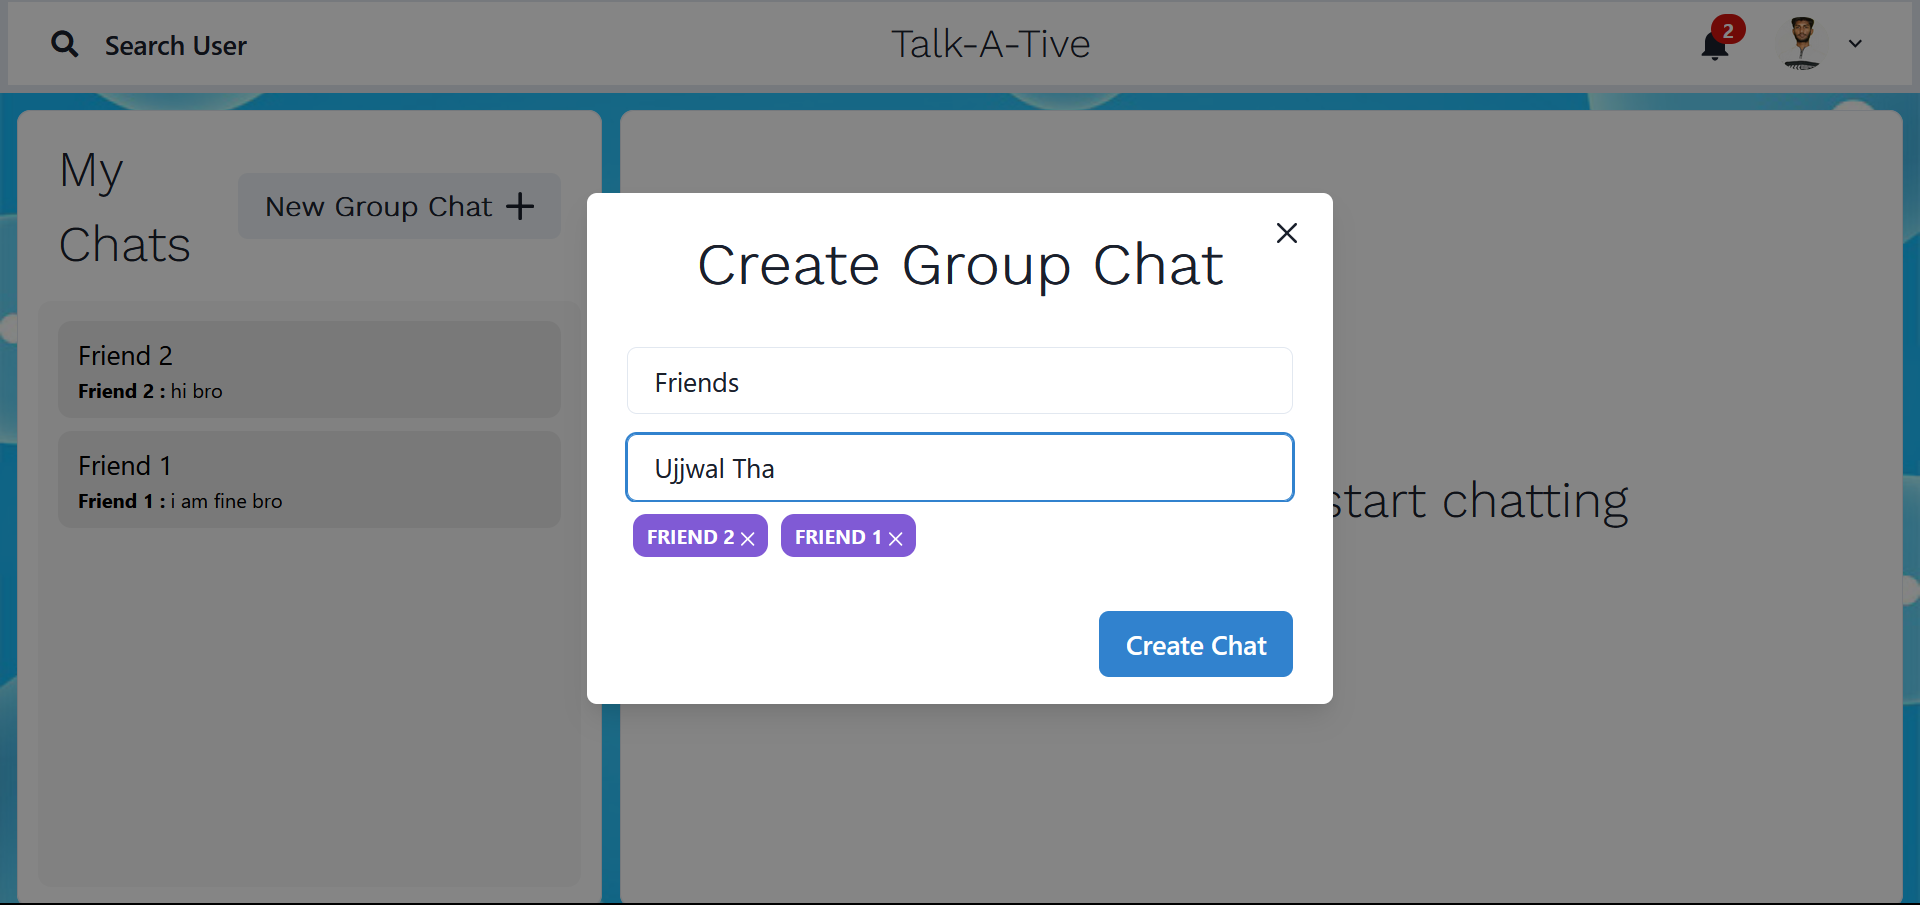 Search User
Talk-A-Tive
2
My
Chats
New Group Chat
Friend 2
Friend 2 : hi bro
Friend 1
Friend 1 : i am fine bro
Create Group Chat
Friends
Ujjwal Tha
FRIEND 2
FRIEND 1
Create Chat
start chatting